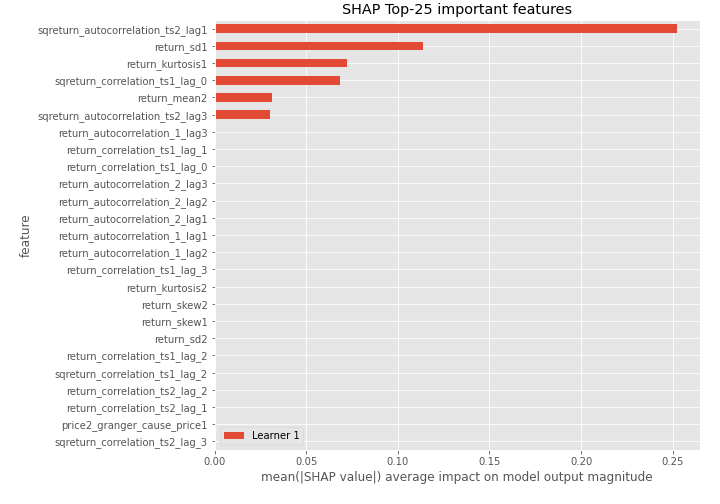 SHAP Top-25 important features
sqreturn_autocorrelation_ts2_lag1
return_sd1
return_kurtosis1
sqreturn_correlation_ts1_lag_0
return_mean2
sqreturn_autocorrelation_ts2_lag3
return_autocorrelation_1_lag3
return_correlation_ts1_lag_1
return_correlation_ts1_lag_0
return_autocorrelation_2_lag3
return_autocorrelation_2_lag2
return_autocorrelation_2_lag1
return_autocorrelation_1_lag1
return_autocorrelation_1_lag2
return_correlation_ts1_lag_3
return_kurtosis2
return_skew2
return_skew1
return_sd2
return_correlation_ts1_lag_2
sqreturn_correlation_ts1_lag_2
return_correlation_ts2_lag_2
return_correlation_ts2_lag_1
price2_granger_cause_price1
sqreturn_correlation_ts2_lag_3
feature
Learner 1
0.00 0.05 0.10 0.15 0.20 0.25
mean(|SHAP value|) average impact on model output magnitude